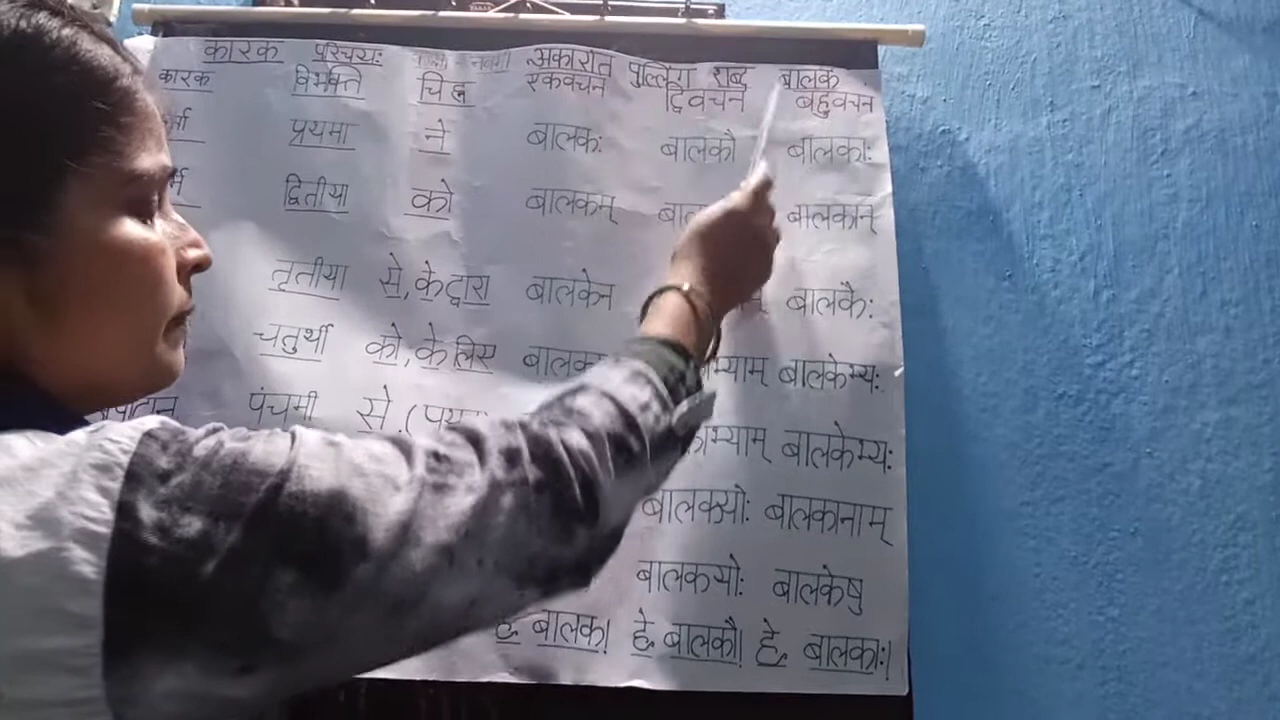 कारक परिचयः अकारांत पुल्लिंग शब्द बालक
कारक विभक्ति चिह्न एकवचन द्विवचन बहुवचन
प्रथमा ने बालकः बालकौ बालकाः
द्वितीया को बालकम् बालकान्
तृतीया से, के द्वारा बालकेन बालकैः
चतुर्थी को, के लिए बालकेभ्यः
पंचमी से बालकेभ्यः
बालकयोः बालकानाम्
बालकयोः बालकेषु
हे बालक! हे बालकौ! हे बालकाः!